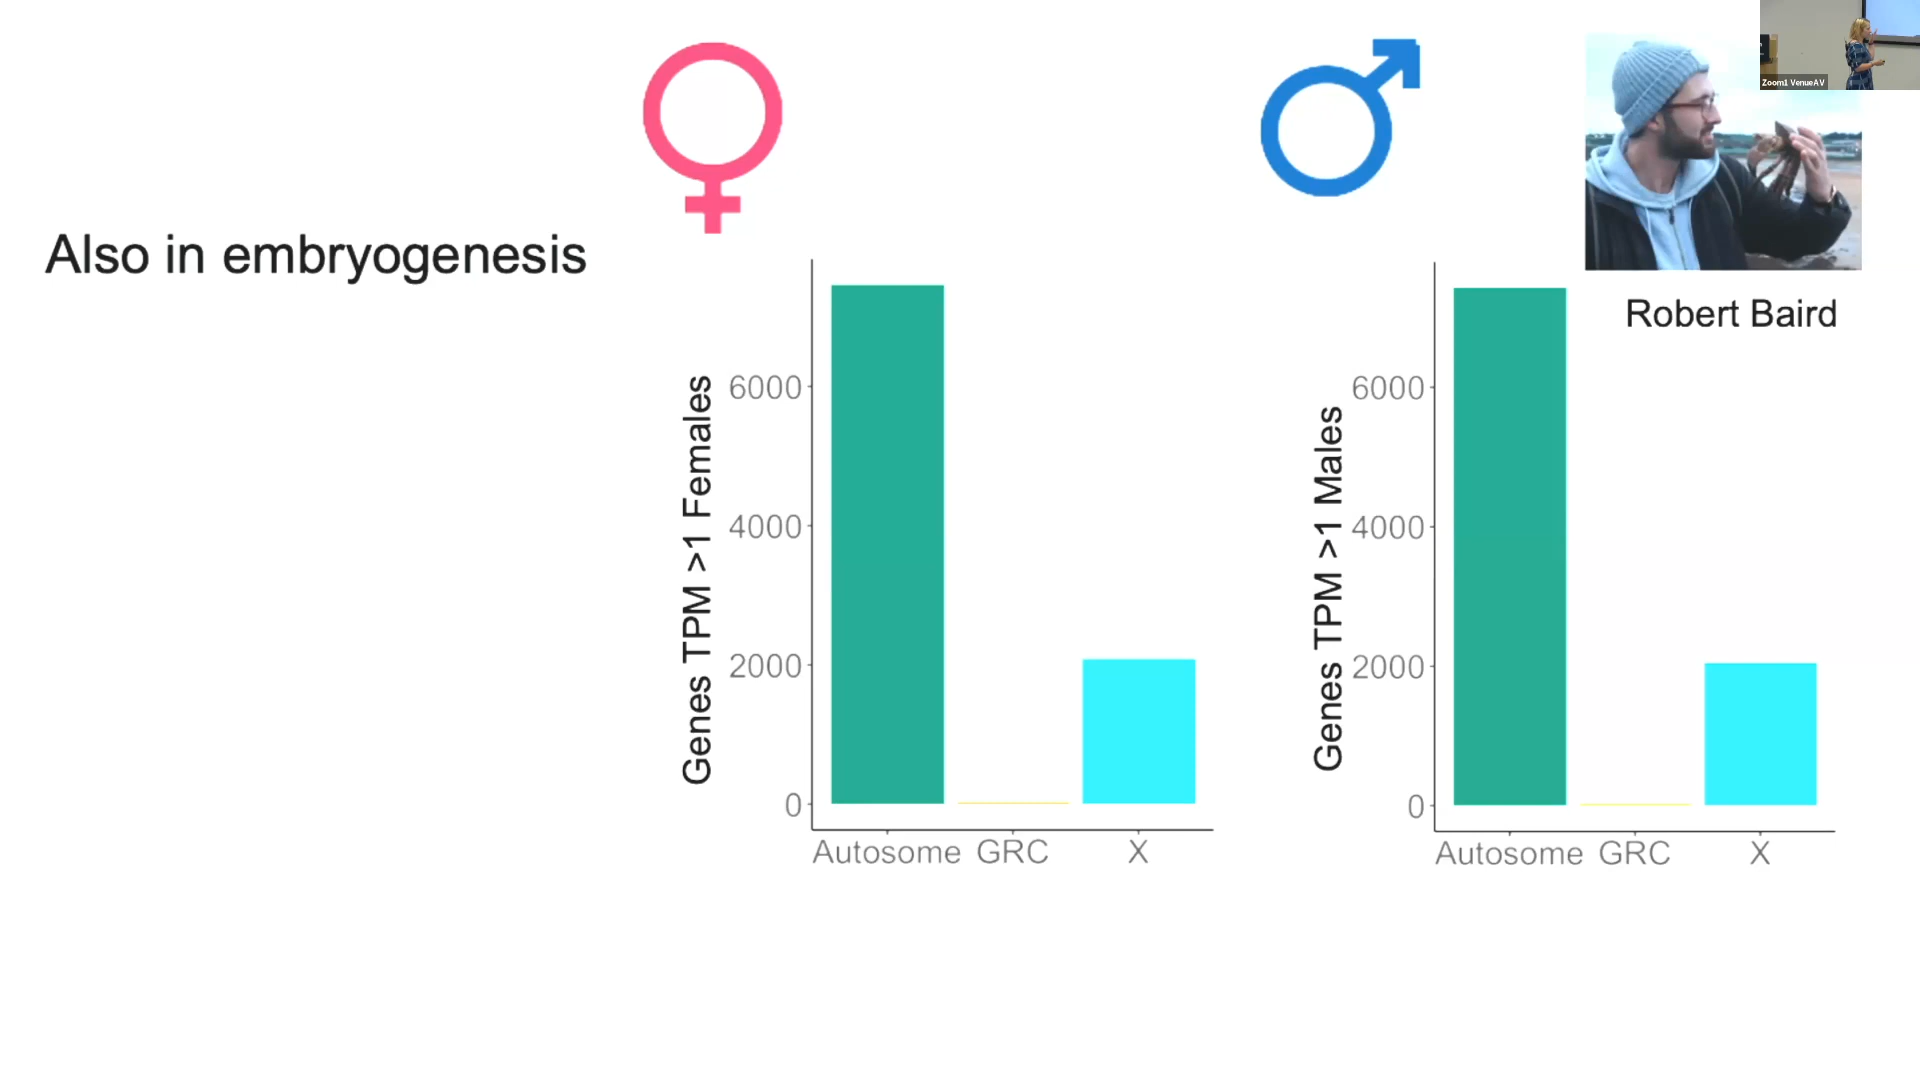 Zoom1 VenueAV
Also in embryogenesis
Robert Baird
Genes TPM >1 Females
6000
4000
2000
0
Autosome GRC X
Genes TPM >1 Males
6000
4000
2000
0
Autosome GRC X